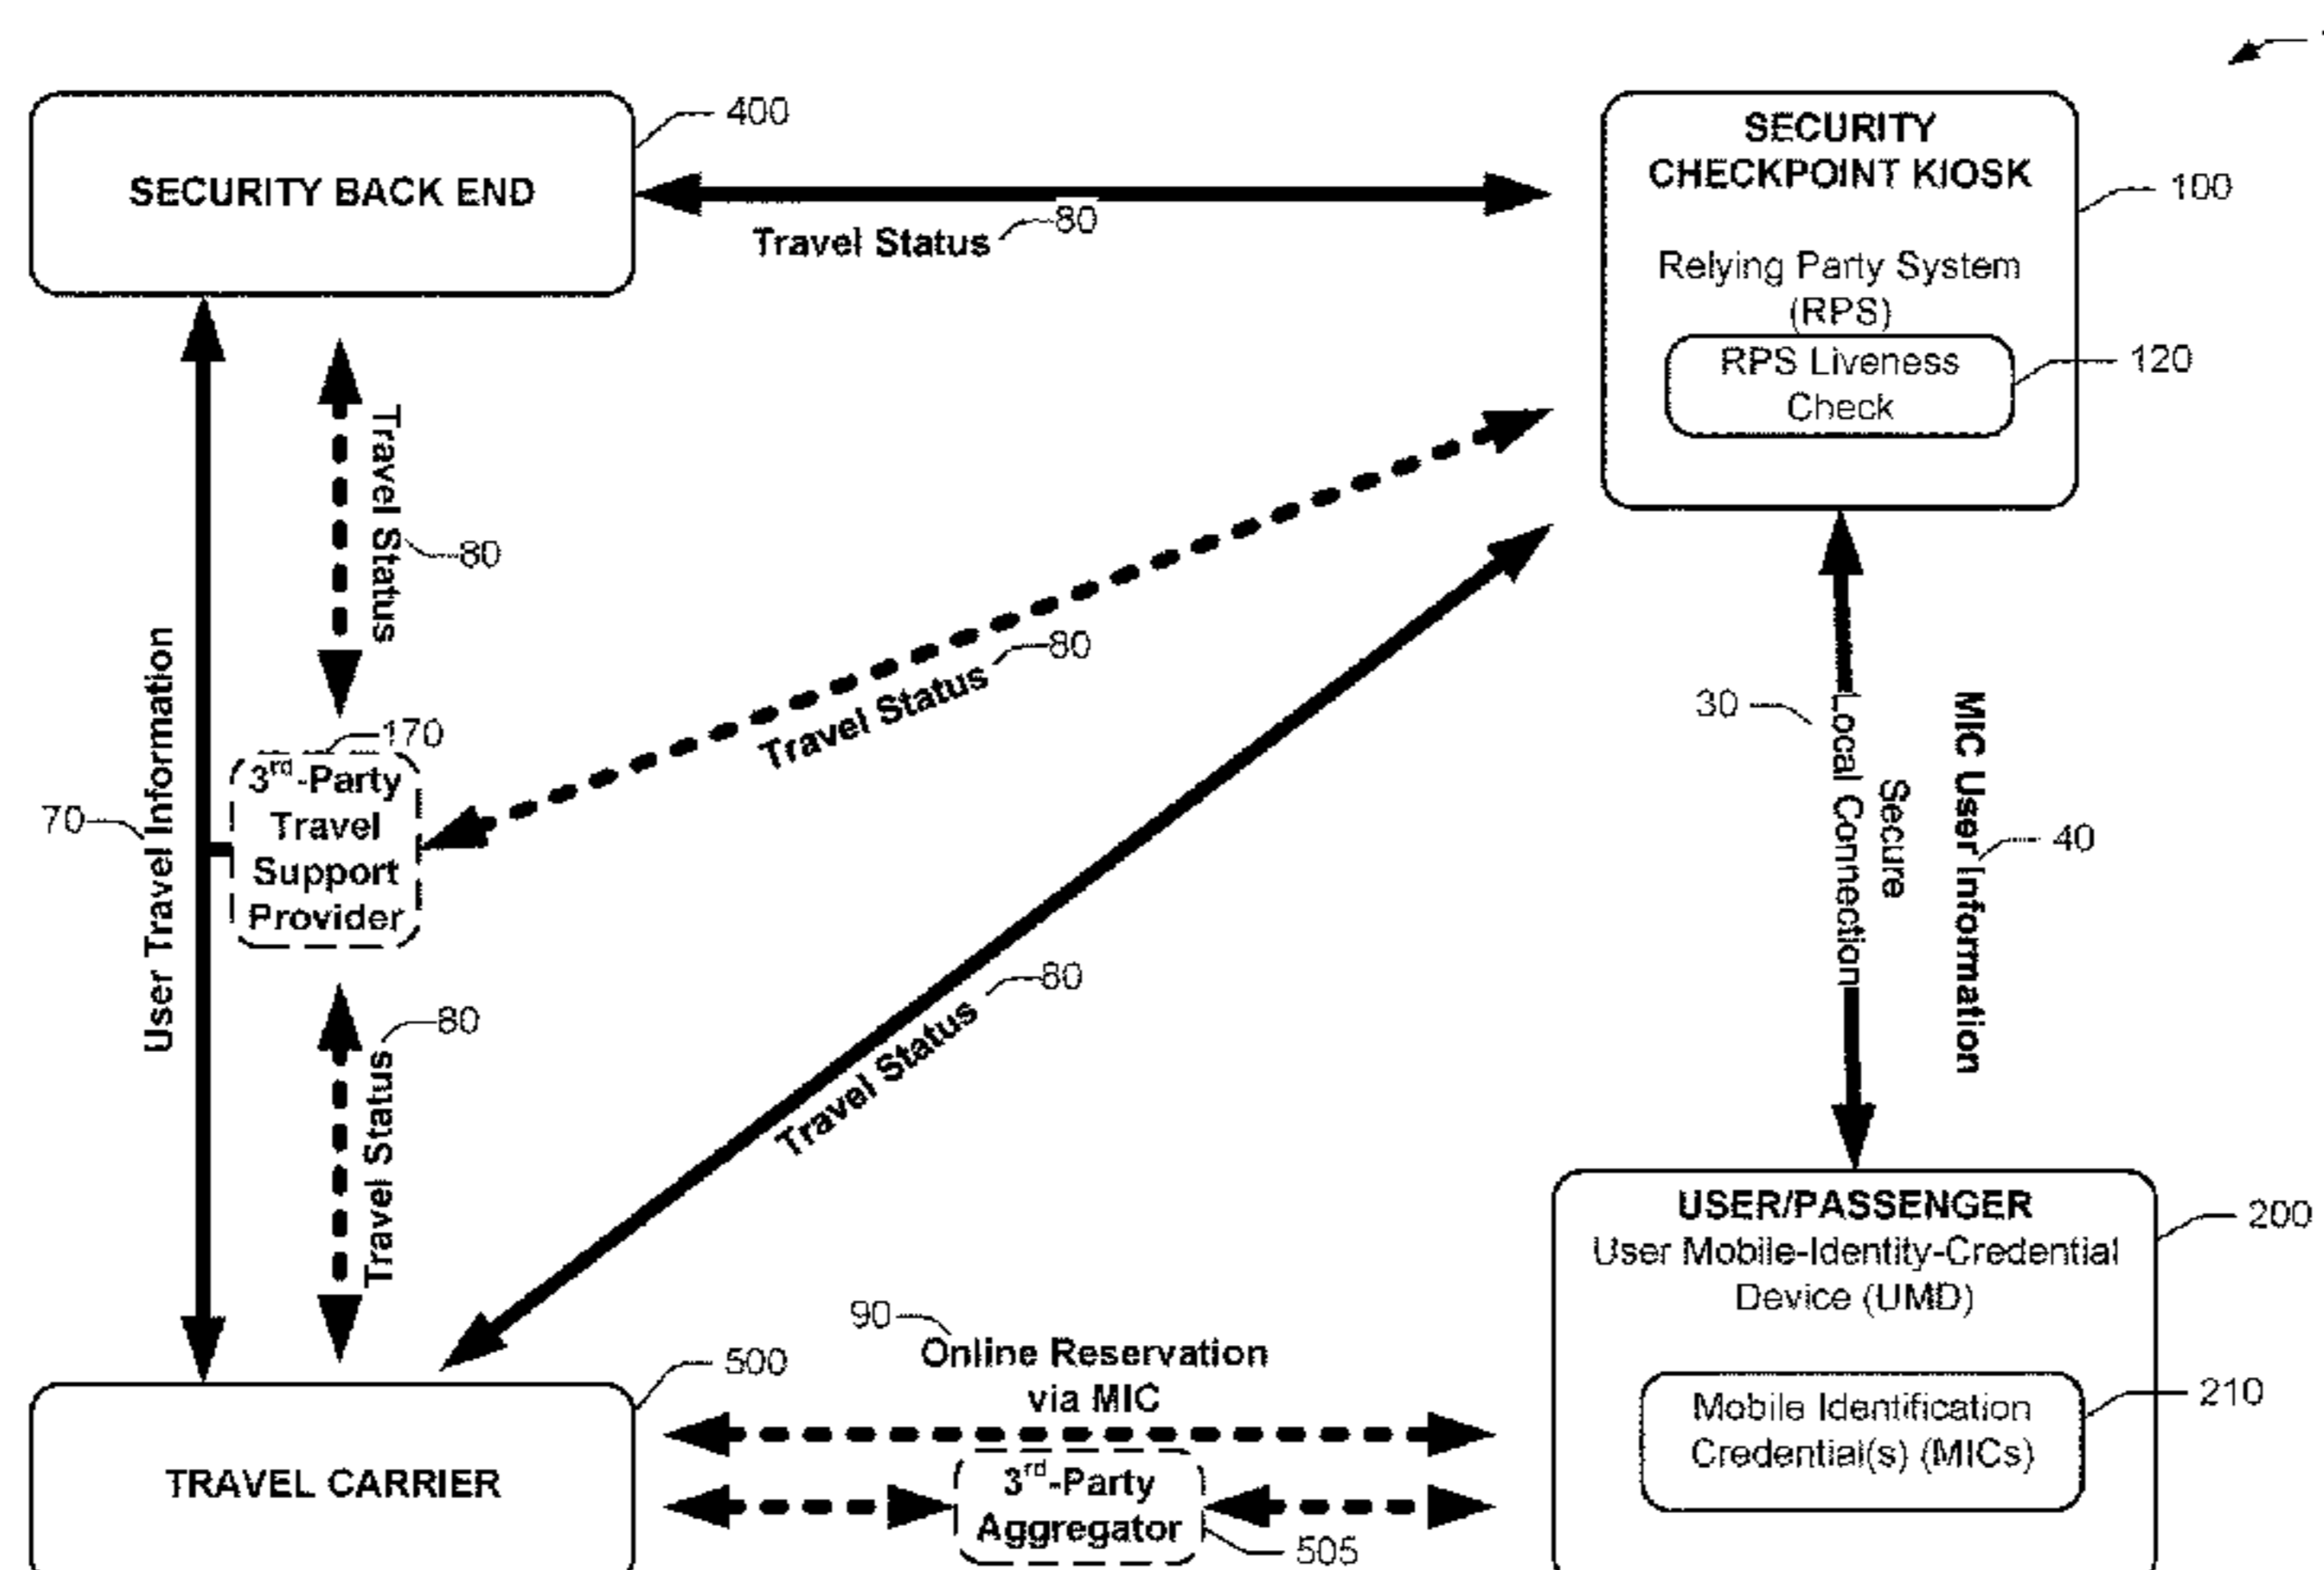 400
SECURITY BACK END
SECURITY
CHECKPOINT KIOSK
100
Relying Party System
(RPS)
RPS Liveness
Check
120
Travel Status
80
Travel Status
80
Travel Status
80
Travel Status
80
Travel Status
80
170
3rd-Party
Travel
Support
Provider
70
User Travel Information
30
Secure
Local Connection
MIC User Information
40
USER/PASSENGER
User Mobile-Identity-Credential
Device (UMD)
200
Mobile Identification
Credential(s) (MICs)
210
90
Online Reservation
via MIC
3rd-Party
Aggregator
505
500
TRAVEL CARRIER